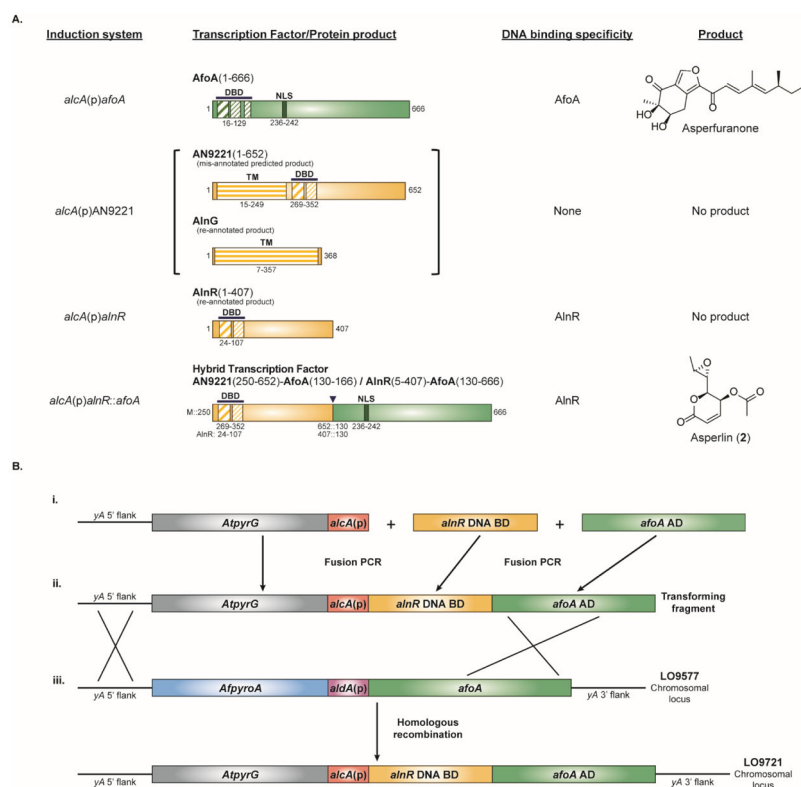 A.
Induction system Transcription Factor/Protein product DNA binding specificity Product
alcA(p)afoA
AfoA(1-666)
DBD
NLS
1 666
16-129 236-242
AfoA
O
O
O
HO
HO
Asperfuranone
alcA(p)AN9221
AN9221(1-652)
(mis-annotated predicted product)
TM DBD
1 652
15-249 269-352
AlnG
(re-annotated product)
TM
1 368
7-357
None
No product
alcA(p)alnR
AlnR(1-407)
(re-annotated product)
DBD
1 407
24-107
AlnR
No product
alcA(p)alnR::afoA
Hybrid Transcription Factor
AN9221(250-652)-AfoA(130-166) / AlnR(5-407)-AfoA(130-666)
DBD NLS
M::250 666
269-352 652::130 236-242
AlnR: 24-107 407::130
AlnR
O
O
O
O
O
Asperlin (2)
B.
i.
yA 5' flank AtpyrG alcA(p) + alnR DNA BD + afoA AD
Fusion PCR Fusion PCR
ii.
yA 5' flank AtpyrG alcA(p) alnR DNA BD afoA AD Transforming fragment
iii.
yA 5' flank AfpyroA aldA(p) afoA yA 3' flank
LO9577
Chromosomal
locus
Homologous
recombination
yA 5' flank AtpyrG alcA(p) alnR DNA BD afoA AD yA 3' flank
LO9721
Chromosomal
locus